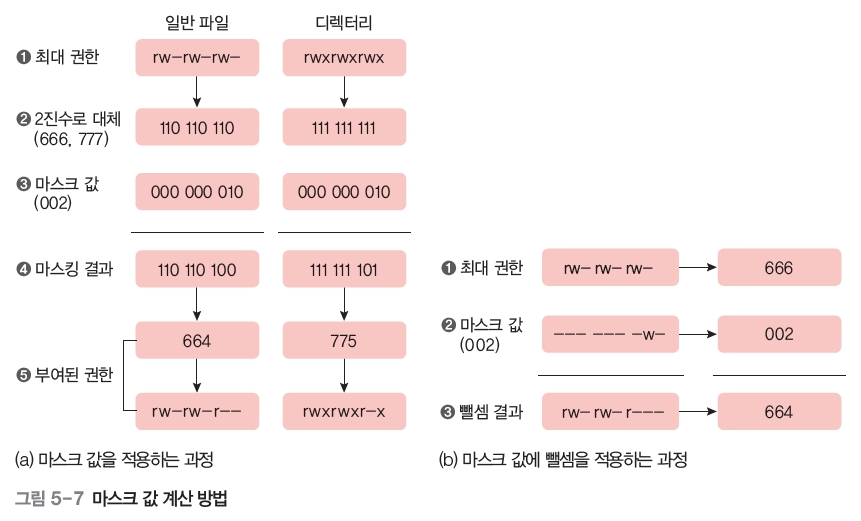 일반 파일 디렉터리
❶ 최대 권한 rw-rw-rw- rwxrwxrwx
❷ 2진수로 대체 110 110 110 111 111 111
(666, 777)
❸ 마스크 값 000 000 010 000 000 010
(002)
❹ 마스킹 결과 110 110 100 111 111 101
664 775
❺ 부여된 권한
rw-rw-r-- rwxrwxr-x
(a) 마스크 값을 적용하는 과정
❶ 최대 권한 rw- rw- rw- 666
❷ 마스크 값 --- --- -w- 002
(002)
❸ 뺄셈 결과 rw- rw- r--- 664
(b) 마스크 값에 뺄셈을 적용하는 과정
그림 5-7 마스크 값 계산 방법